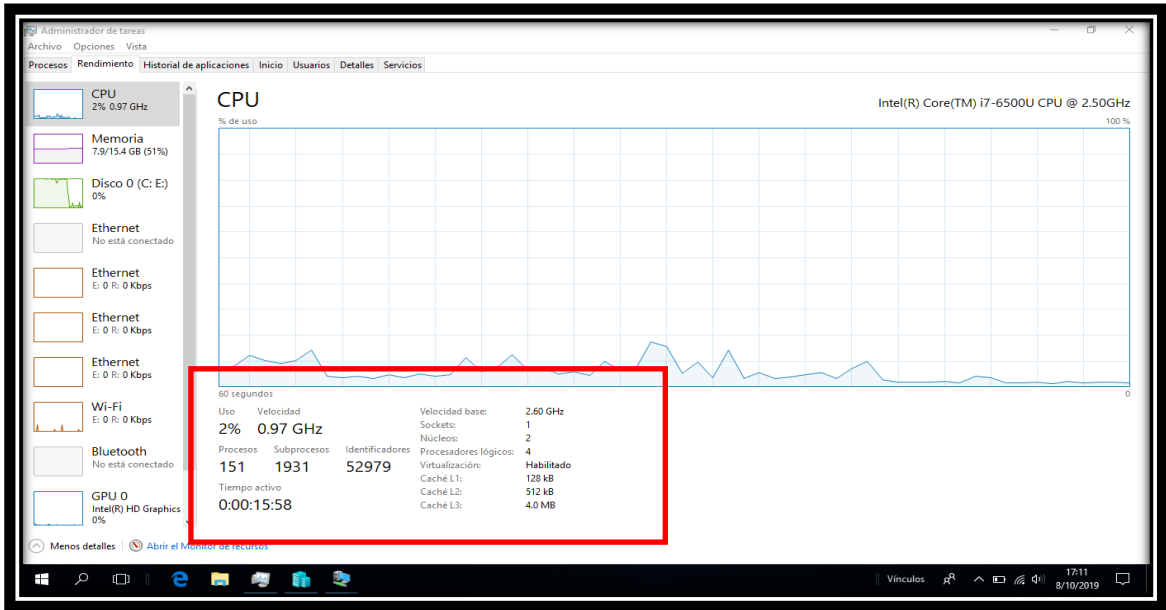 Administrador de tareas
Archivo Opciones Vista
Procesos Rendimiento Historial de aplicaciones Inicio Usuarios Detalles Servicios
CPU
2% 0.97 GHz
Memoria
7.9/15.4 GB (51%)
Disco 0 (C: E:)
0%
Ethernet
No está conectado
Ethernet
E: 0 R: 0 Kbps
Ethernet
E: 0 R: 0 Kbps
Ethernet
E: 0 R: 0 Kbps
Wi-Fi
E: 0 R: 0 Kbps
Bluetooth
No está conectado
GPU 0
Intel(R) HD Graphics
0%
CPU
Intel(R) Core(TM) i7-6500U CPU @ 2.50GHz
% de uso 100 %
60 segundos 0
Uso Velocidad
2% 0.97 GHz
Procesos Subprocesos Identificadores
151 1931 52979
Tiempo activo
0:00:15:58
Velocidad base: 2.60 GHz
Sockets: 1
Núcleos: 2
Procesadores lógicos: 4
Virtualización: Habilitado
Caché L1: 128 kB
Caché L2: 512 kB
Caché L3: 4.0 MB
Menos detalles Abrir el Monitor de recursos
Vínculos
17:11
8/10/2019